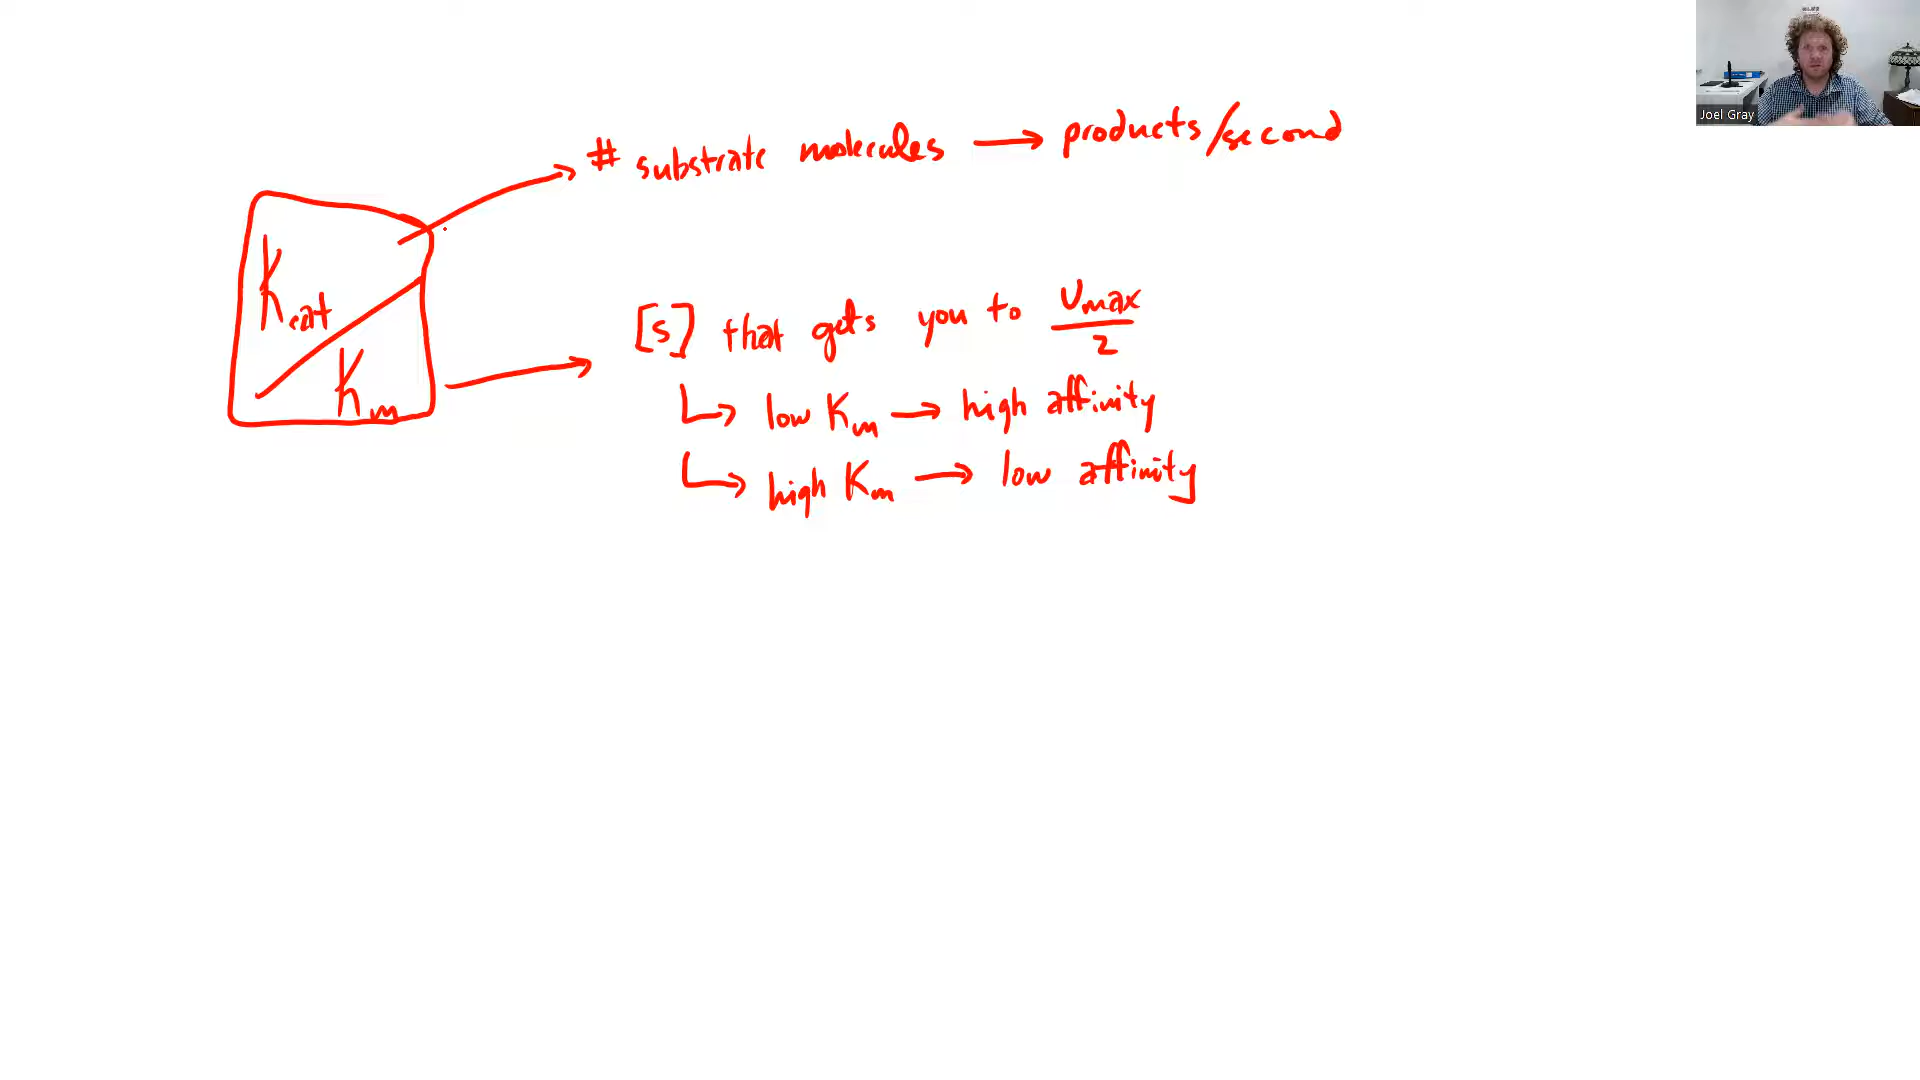 # substrate molecules → products/second
Kcat
/
Km
[s] that gets you to Vmax/2
↳ low Km → high affinity
↳ high Km → low affinity
Joel Gray